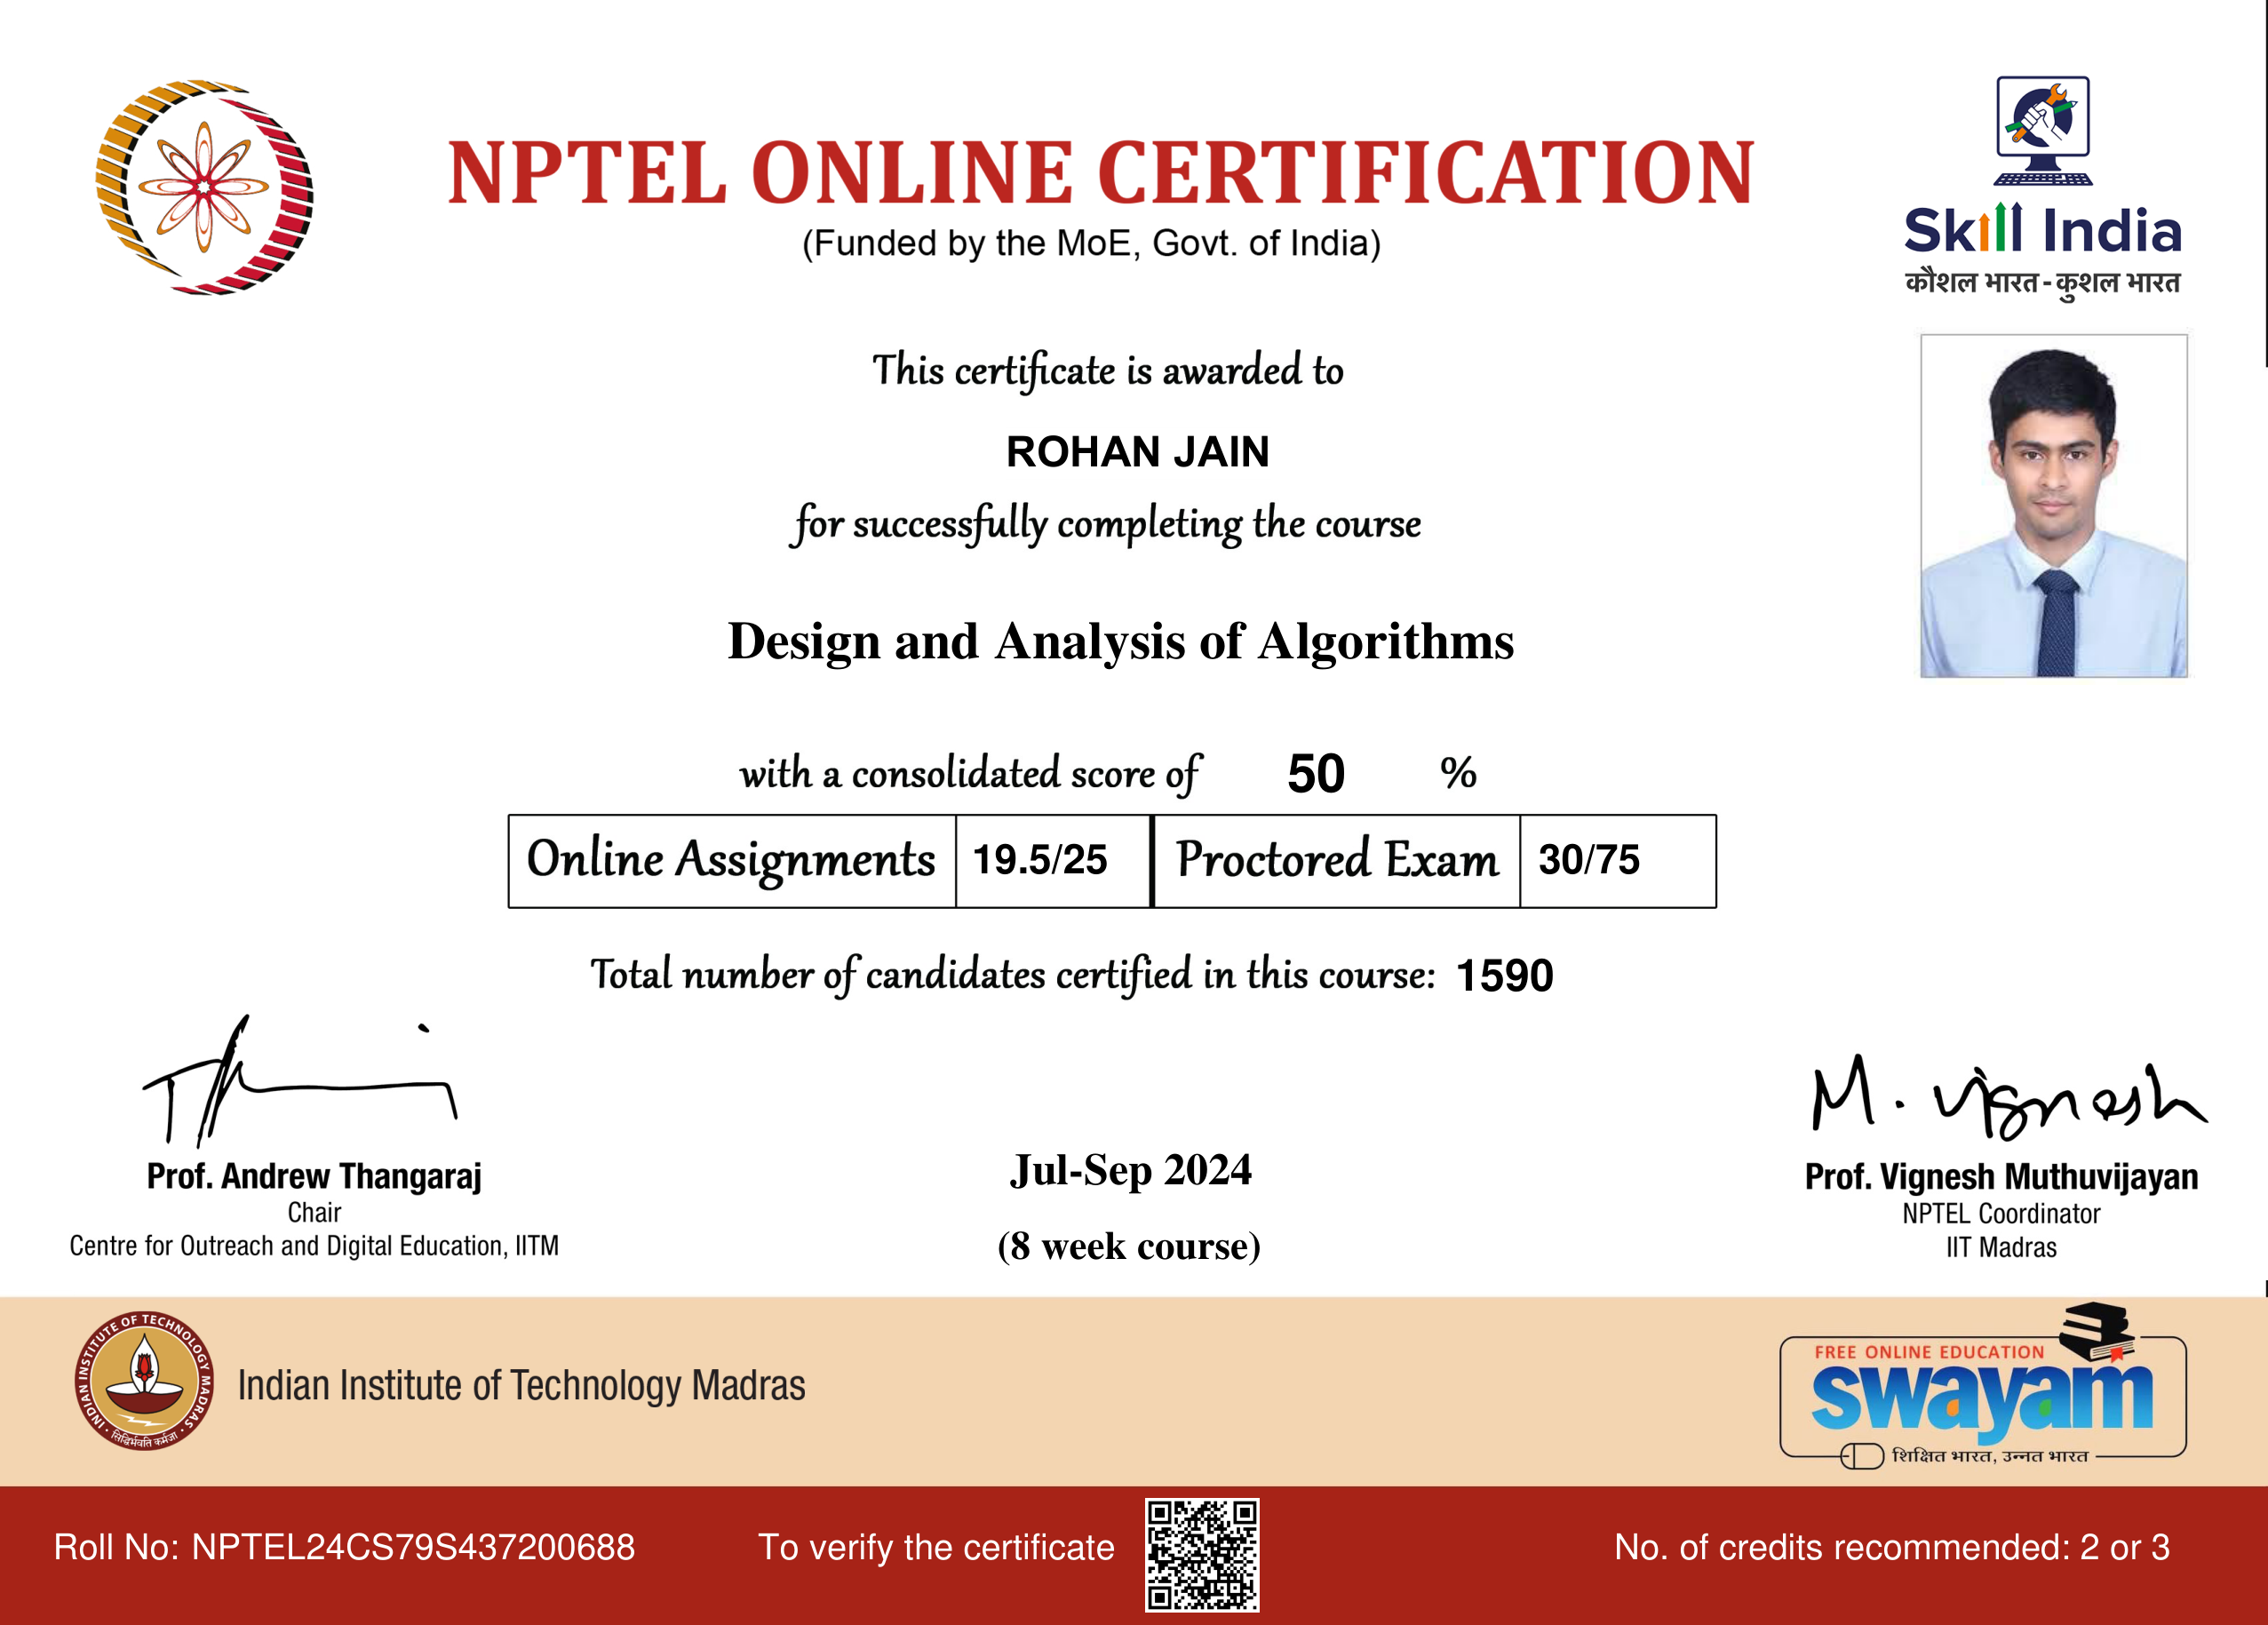 NPTEL ONLINE CERTIFICATION
(Funded by the MoE, Govt. of India)
Skill India
कौशल भारत - कुशल भारत
This certificate is awarded to
ROHAN JAIN
for successfully completing the course
Design and Analysis of Algorithms
with a consolidated score of 50 %
Online Assignments 19.5/25 Proctored Exam 30/75
Total number of candidates certified in this course: 1590
M. Vignesh
Prof. Andrew Thangaraj
Chair
Centre for Outreach and Digital Education, IITM
Jul-Sep 2024
(8 week course)
Prof. Vignesh Muthuvijayan
NPTEL Coordinator
IIT Madras
INDIAN INSTITUTE OF TECHNOLOGY MADRAS
सिद्धिर्भवति कर्मजा
Indian Institute of Technology Madras
FREE ONLINE EDUCATION
swayam
शिक्षित भारत, उन्नत भारत
Roll No: NPTEL24CS79S437200688
To verify the certificate
No. of credits recommended: 2 or 3